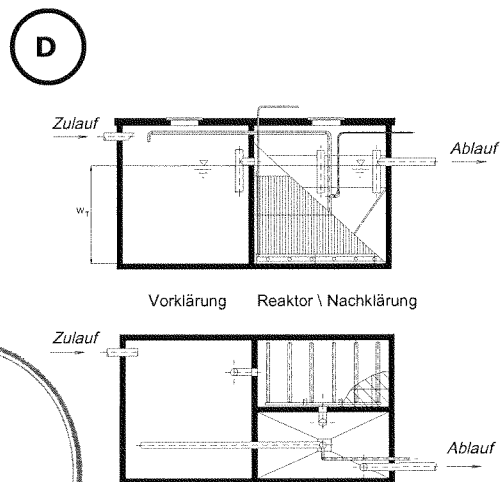 D
Zulauf
Ablauf
W_T
Vorklärung Reaktor \ Nachklärung
Zulauf
Ablauf